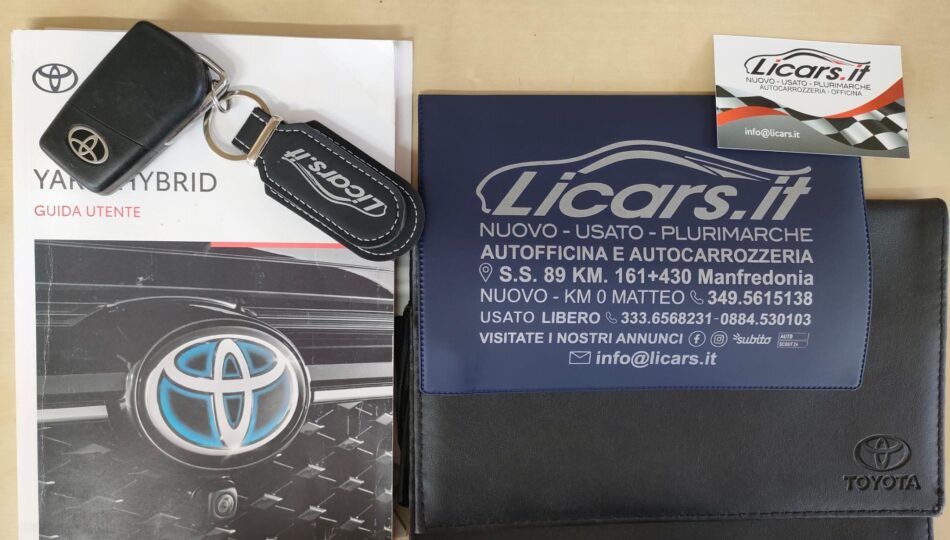 YARIS HYBRID
GUIDA UTENTE
Licars.it
Licars.it
NUOVO - USATO - PLURIMARCHE
AUTOCARROZZERIA - OFFICINA
info@licars.it
Licars.it
NUOVO - USATO - PLURIMARCHE
AUTOFFICINA E AUTOCARROZZERIA
S.S. 89 KM. 161+430 Manfredonia
NUOVO - KM 0 MATTEO 349.5615138
USATO LIBERO 333.6568231-0884.530103
VISITATE I NOSTRI ANNUNCI subito AUTO
SCOUT24
info@licars.it
TOYOTA